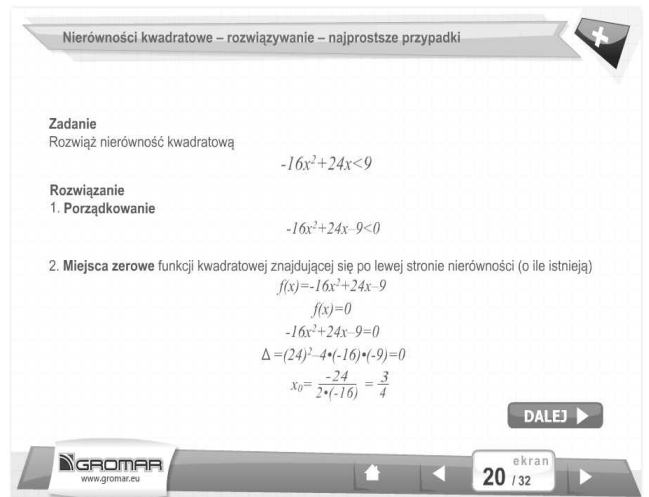 Nierówności kwadratowe – rozwiązywanie – najprostsze przypadki
Zadanie
Rozwiąż nierówność kwadratową
-16x²+24x<9
Rozwiązanie
1. Porządkowanie
-16x²+24x–9<0
2. Miejsca zerowe funkcji kwadratowej znajdującej się po lewej stronie nierówności (o ile istnieją)
f(x)=-16x²+24x–9
f(x)=0
-16x²+24x–9=0
Δ=(24)²–4•(-16)•(-9)=0
x₀= -24/2•(-16) = 3/4
DALEJ
GROMAR
www.gromar.eu
ekran
20 / 32